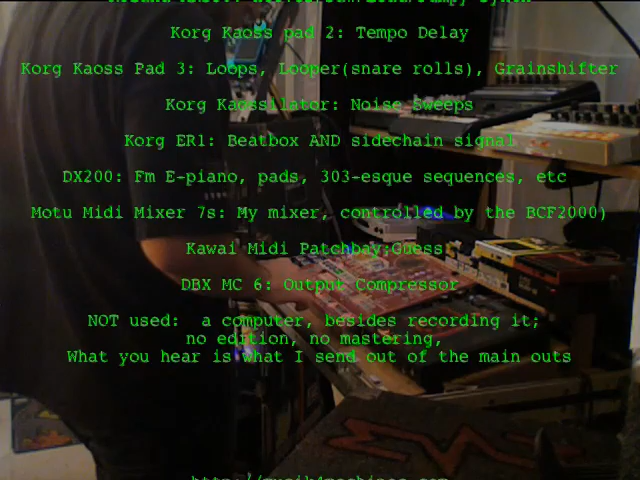 Korg Kaoss pad 2: Tempo Delay
Korg Kaoss Pad 3: Loops, Looper(snare rolls), Grainshifter
Korg Kaossilator: Noise Sweeps
Korg ER1: Beatbox AND sidechain signal
DX200: Fm E-piano, pads, 303-esque sequences, etc
Motu Midi Mixer 7s: My mixer, controlled by the BCF2000)
Kawai Midi Patchbay:Guess
DBX MC 6: Output Compressor
NOT used:  a computer, besides recording it;
no edition, no mastering,
What you hear is what I send out of the main outs